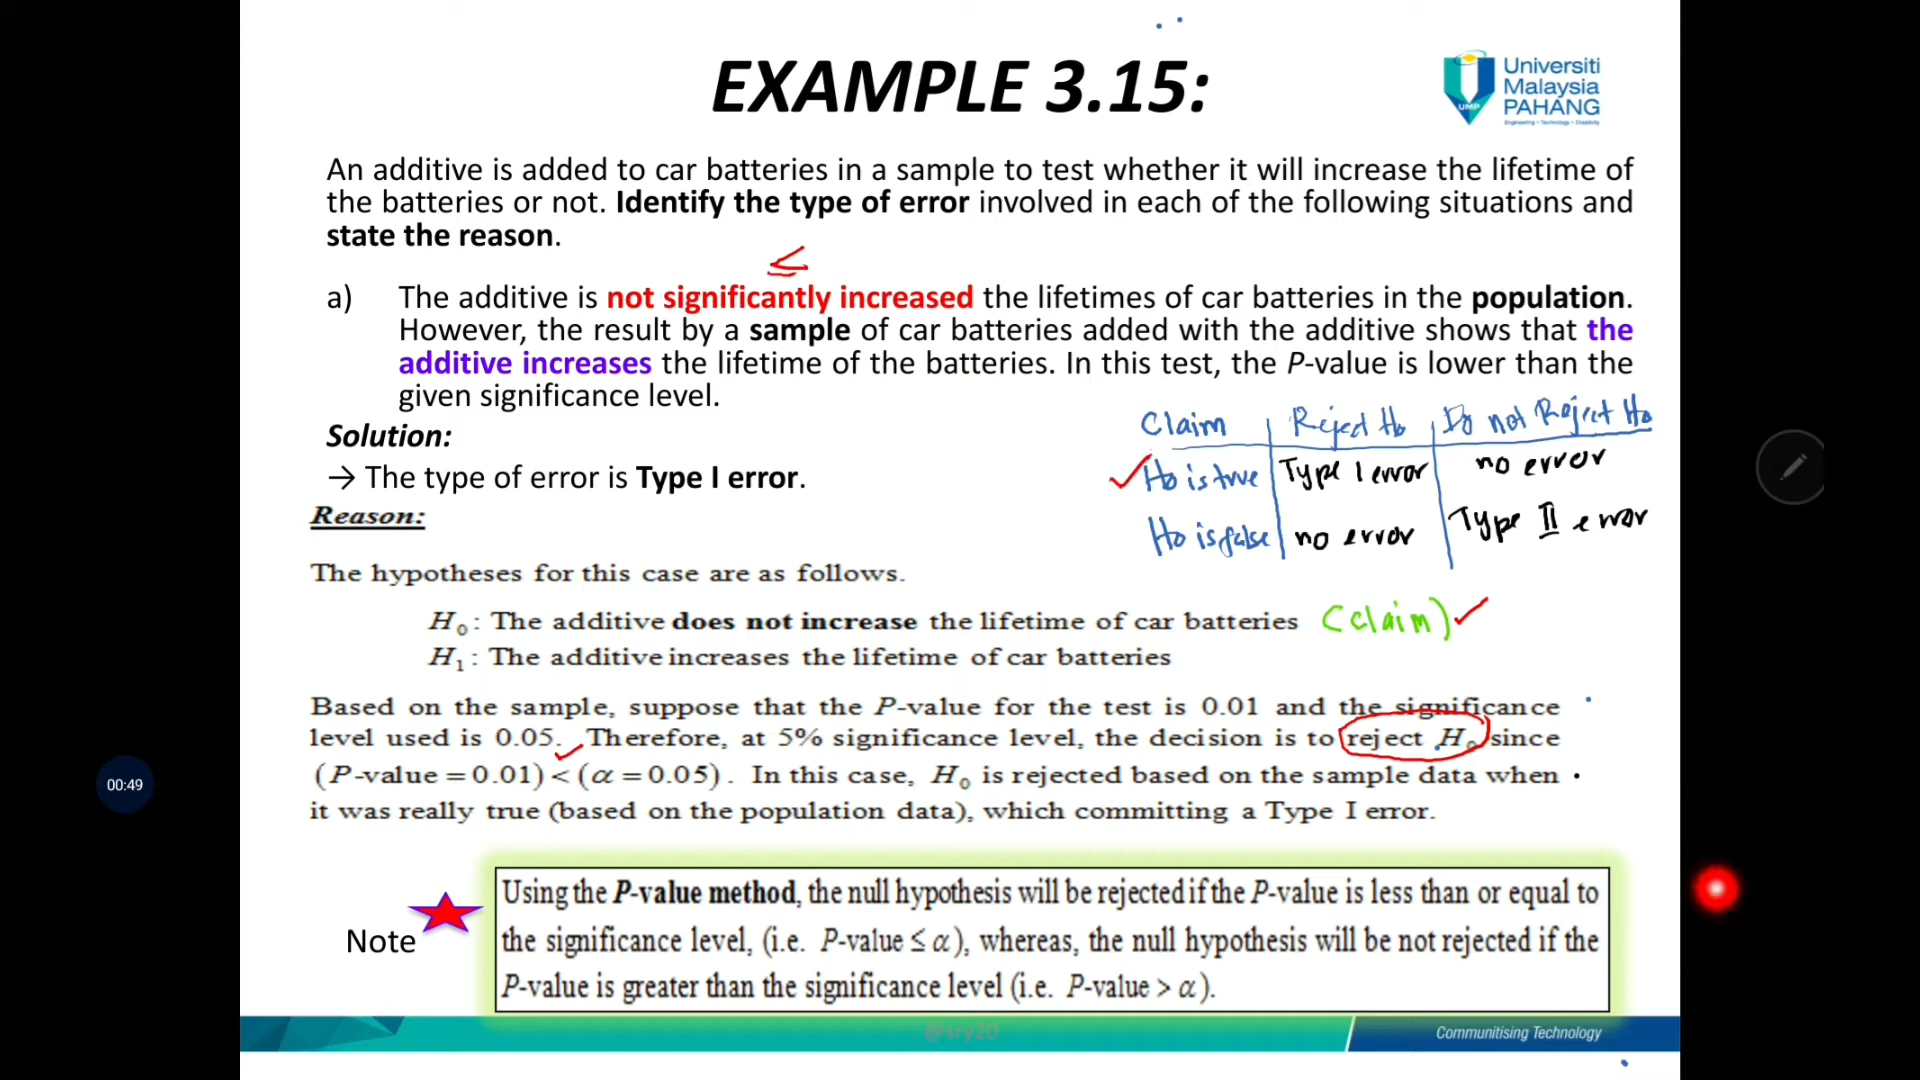 EXAMPLE 3.15:
Universiti
Malaysia
PAHANG
UMP
Engineering • Technology • Creativity
An additive is added to car batteries in a sample to test whether it will increase the lifetime of
the batteries or not. Identify the type of error involved in each of the following situations and
state the reason.
≤
a) The additive is not significantly increased the lifetimes of car batteries in the population.
However, the result by a sample of car batteries added with the additive shows that the
additive increases the lifetime of the batteries. In this test, the P-value is lower than the
given significance level.
Claim Reject Ho Do not Reject Ho
Solution:
Ho is true Type I error no error
→ The type of error is Type I error.
Reason:
Ho is false no error Type II error
The hypotheses for this case are as follows.
H₀ : The additive does not increase the lifetime of car batteries (claim) ✓
H₁ : The additive increases the lifetime of car batteries
Based on the sample, suppose that the P-value for the test is 0.01 and the significance
level used is 0.05. Therefore, at 5% significance level, the decision is to reject H₀ since
(P-value = 0.01) < (α = 0.05). In this case, H₀ is rejected based on the sample data when
it was really true (based on the population data), which committing a Type I error.
00:49
Using the P-value method, the null hypothesis will be rejected if the P-value is less than or equal to
Note
the significance level, (i.e. P-value ≤ α), whereas, the null hypothesis will be not rejected if the
P-value is greater than the significance level (i.e. P-value > α).
@sry20
Communitising Technology